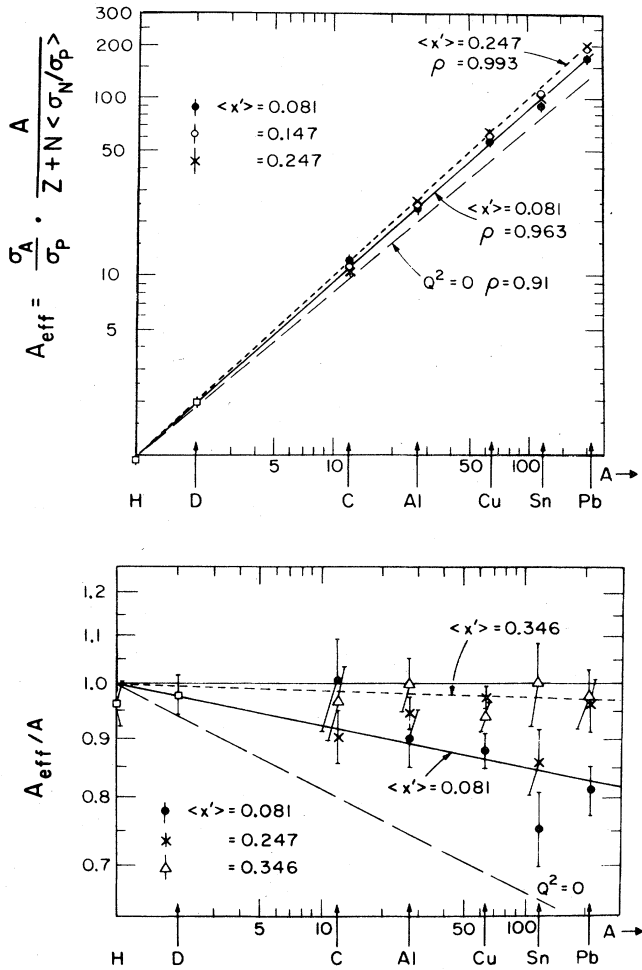 300
200
100
50
10
5
A_eff = σ_A / σ_P · A / Z + N < σ_N/σ_P >
<x'> = 0.081
= 0.147
= 0.247
<x'> = 0.247
ρ = 0.993
<x'> = 0.081
ρ = 0.963
Q² = 0 ρ = 0.91
5 10 50 100 A →
H D C Al Cu Sn Pb
1.2
1.1
1.0
0.9
0.8
0.7
A_eff/A
<x'> = 0.346
<x'> = 0.081
<x'> = 0.081
= 0.247
= 0.346
Q² = 0
5 10 50 100 A →
H D C Al Cu Sn Pb